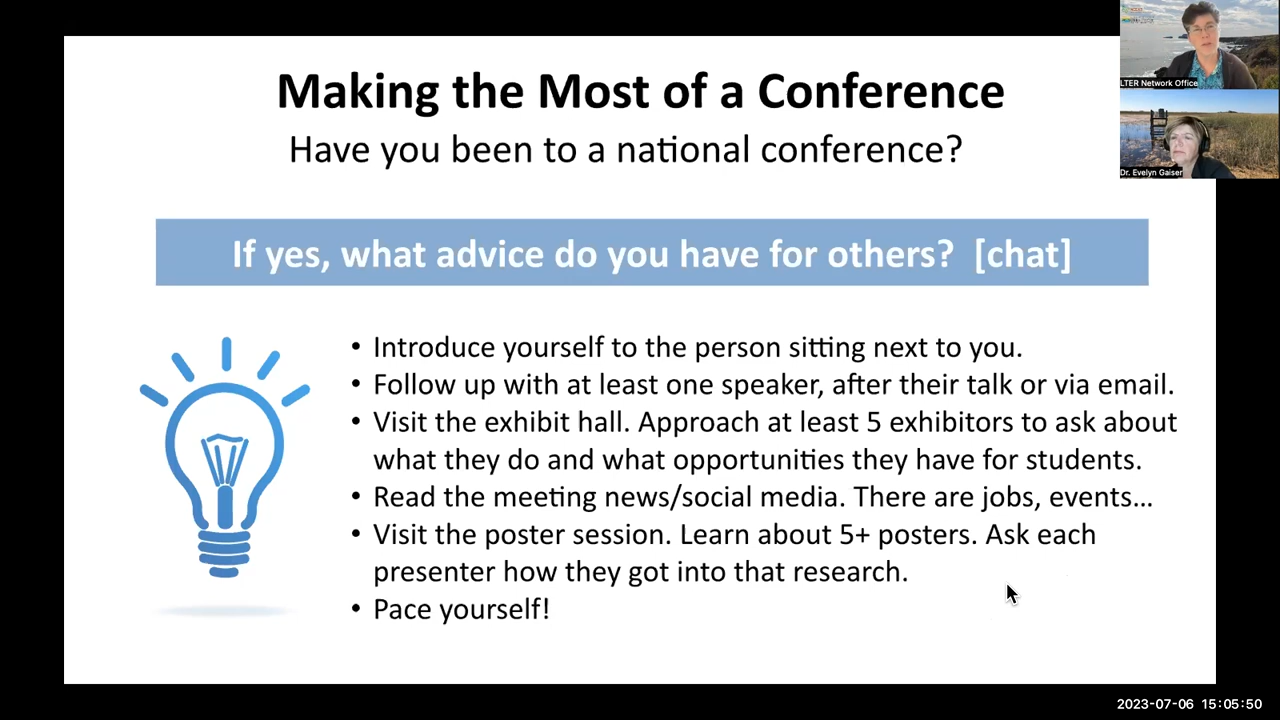 Making the Most of a Conference
Have you been to a national conference?
If yes, what advice do you have for others? [chat]
• Introduce yourself to the person sitting next to you.
• Follow up with at least one speaker, after their talk or via email.
• Visit the exhibit hall. Approach at least 5 exhibitors to ask about
what they do and what opportunities they have for students.
• Read the meeting news/social media. There are jobs, events...
• Visit the poster session. Learn about 5+ posters. Ask each
presenter how they got into that research.
• Pace yourself!
LTER Network Office
Dr. Evelyn Gaiser
2023-07-06 15:05:50